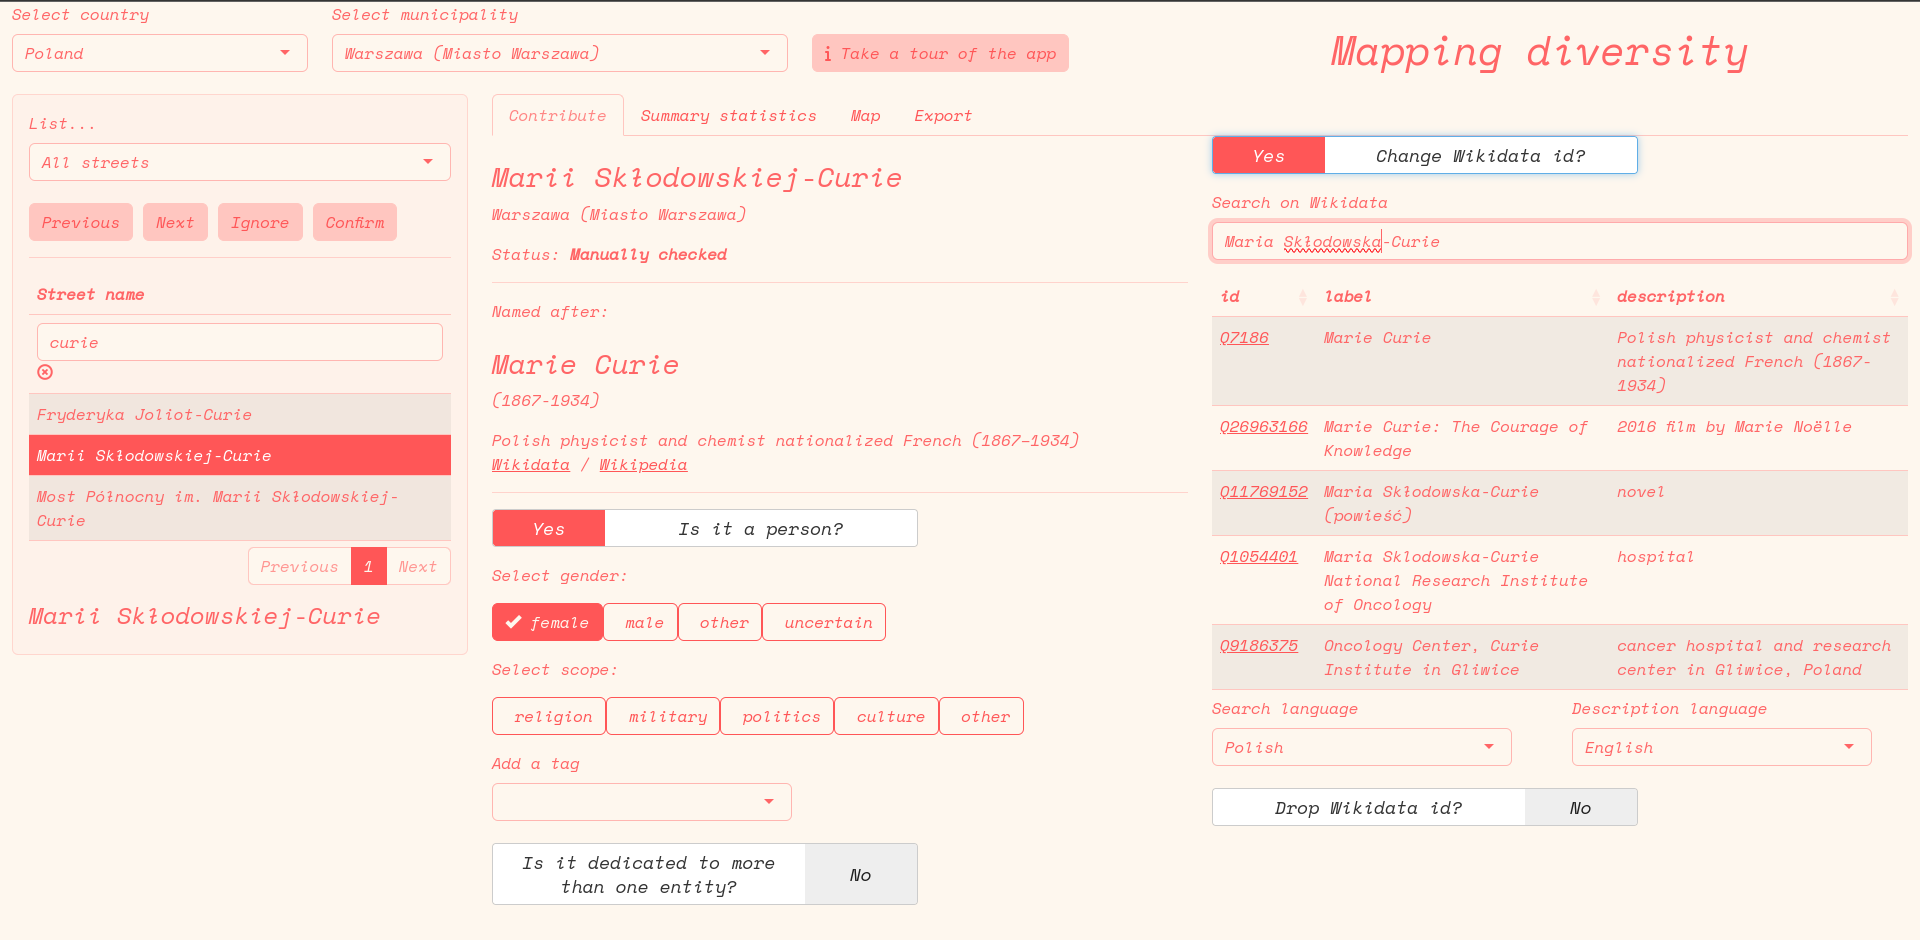 Select country
Select municipality
Poland
Warszawa (Miasto Warszawa)
i Take a tour of the app
Mapping diversity
List...
All streets
Previous
Next
Ignore
Confirm
Street name
curie
Fryderyka Joliot-Curie
Marii Skłodowskiej-Curie
Most Północny im. Marii Skłodowskiej-
Curie
Previous
1
Next
Marii Skłodowskiej-Curie
Contribute
Summary statistics
Map
Export
Marii Skłodowskiej-Curie
Warszawa (Miasto Warszawa)
Status: Manually checked
Named after:
Marie Curie
(1867-1934)
Polish physicist and chemist nationalized French (1867–1934)
Wikidata / Wikipedia
Yes
Is it a person?
Select gender:
female
male
other
uncertain
Select scope:
religion
military
politics
culture
other
Add a tag
Is it dedicated to more
than one entity?
No
Yes
Change Wikidata id?
Search on Wikidata
Maria Skłodowska-Curie
id
label
description
Q7186
Marie Curie
Polish physicist and chemist
nationalized French (1867-
1934)
Q26963166
Marie Curie: The Courage of
Knowledge
2016 film by Marie Noëlle
Q11769152
Maria Skłodowska-Curie
(powieść)
novel
Q1054401
Maria Sklodowska-Curie
National Research Institute
of Oncology
hospital
Q9186375
Oncology Center, Curie
Institute in Gliwice
cancer hospital and research
center in Gliwice, Poland
Search language
Description language
Polish
English
Drop Wikidata id?
No